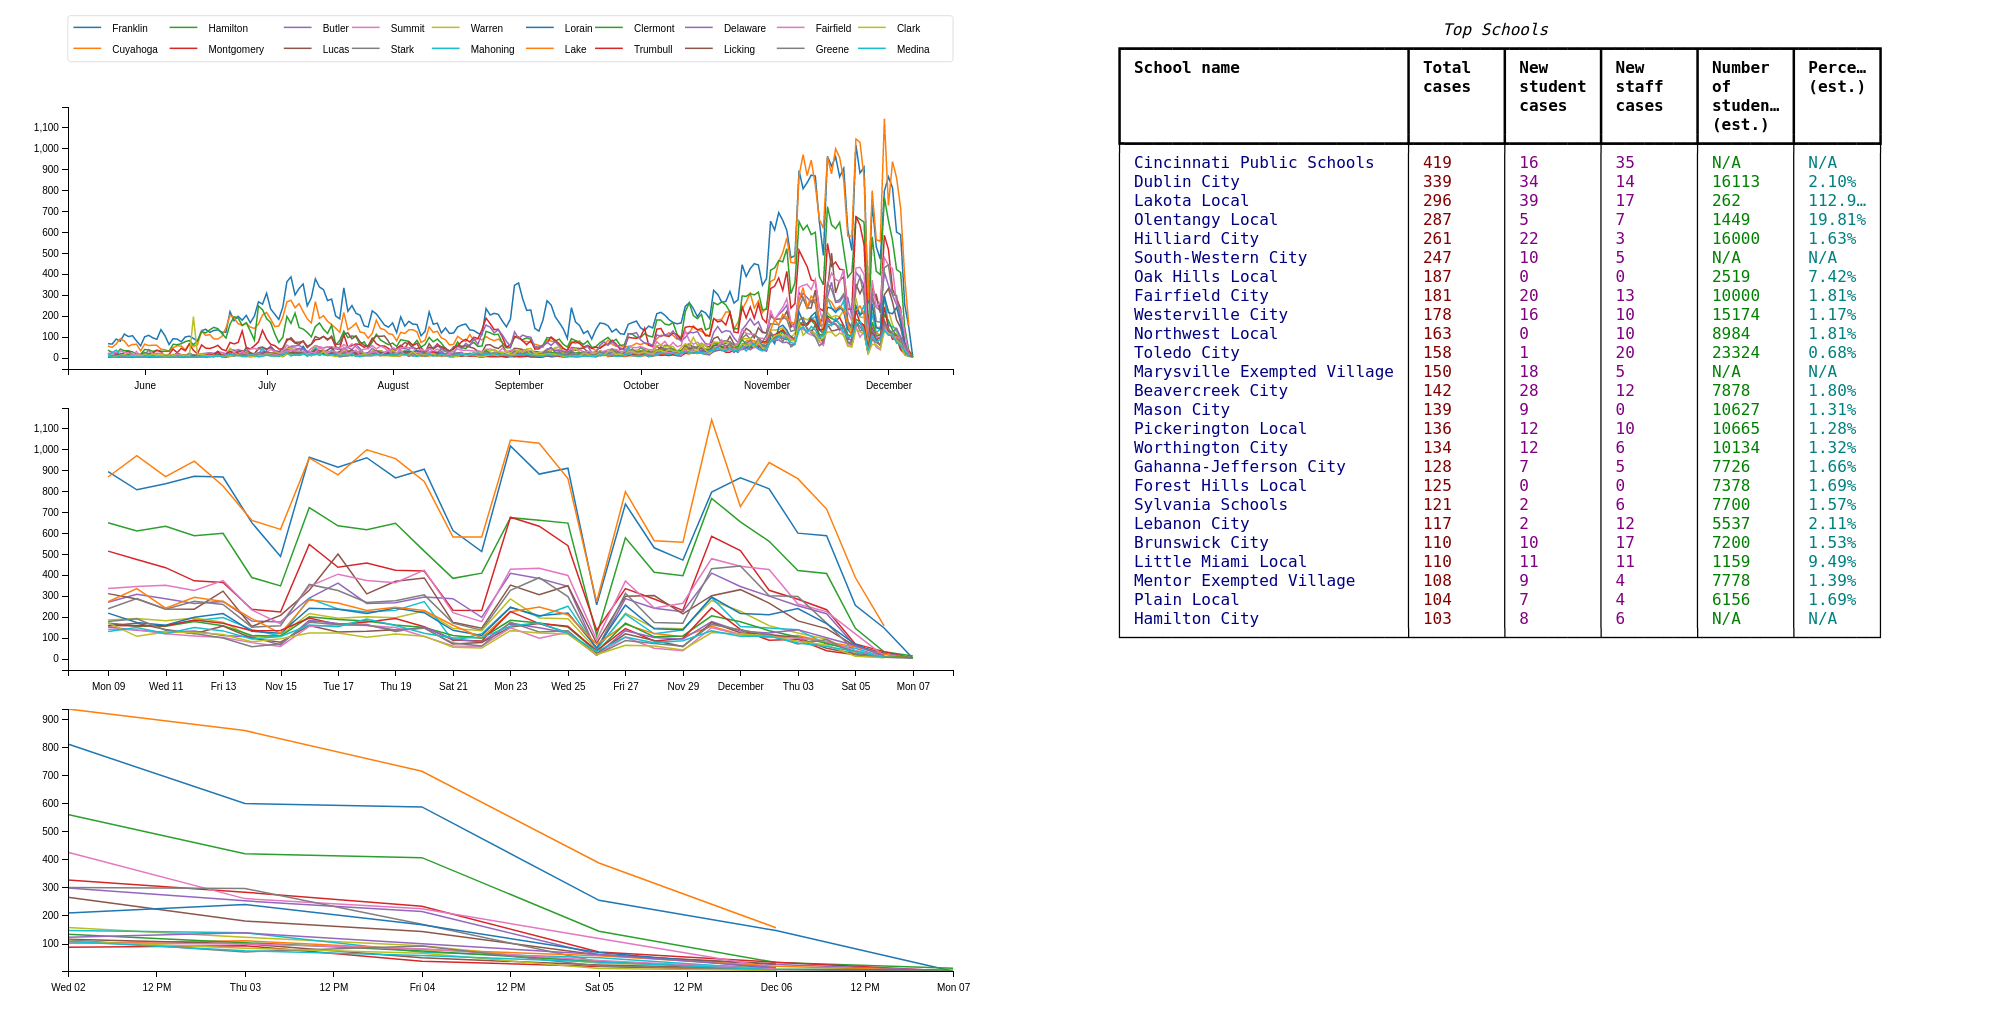 Franklin Hamilton Butler Summit Warren Lorain Clermont Delaware Fairfield Clark
Cuyahoga Montgomery Lucas Stark Mahoning Lake Trumbull Licking Greene Medina
1,100
1,000
900
800
700
600
500
400
300
200
100
0
June July August September October November December
1,100
1,000
900
800
700
600
500
400
300
200
100
0
Mon 09 Wed 11 Fri 13 Nov 15 Tue 17 Thu 19 Sat 21 Mon 23 Wed 25 Fri 27 Nov 29 December Thu 03 Sat 05 Mon 07
900
800
700
600
500
400
300
200
100
Wed 02 12 PM Thu 03 12 PM Fri 04 12 PM Sat 05 12 PM Dec 06 12 PM Mon 07
Top Schools
School name Total New New Number Perce…
cases student staff of (est.)
cases cases studen…
(est.)
Cincinnati Public Schools 419 16 35 N/A N/A
Dublin City 339 34 14 16113 2.10%
Lakota Local 296 39 17 262 112.9…
Olentangy Local 287 5 7 1449 19.81%
Hilliard City 261 22 3 16000 1.63%
South-Western City 247 10 5 N/A N/A
Oak Hills Local 187 0 0 2519 7.42%
Fairfield City 181 20 13 10000 1.81%
Westerville City 178 16 10 15174 1.17%
Northwest Local 163 0 10 8984 1.81%
Toledo City 158 1 20 23324 0.68%
Marysville Exempted Village 150 18 5 N/A N/A
Beavercreek City 142 28 12 7878 1.80%
Mason City 139 9 0 10627 1.31%
Pickerington Local 136 12 10 10665 1.28%
Worthington City 134 12 6 10134 1.32%
Gahanna-Jefferson City 128 7 5 7726 1.66%
Forest Hills Local 125 0 0 7378 1.69%
Sylvania Schools 121 2 6 7700 1.57%
Lebanon City 117 2 12 5537 2.11%
Brunswick City 110 10 17 7200 1.53%
Little Miami Local 110 11 11 1159 9.49%
Mentor Exempted Village 108 9 4 7778 1.39%
Plain Local 104 7 4 6156 1.69%
Hamilton City 103 8 6 N/A N/A